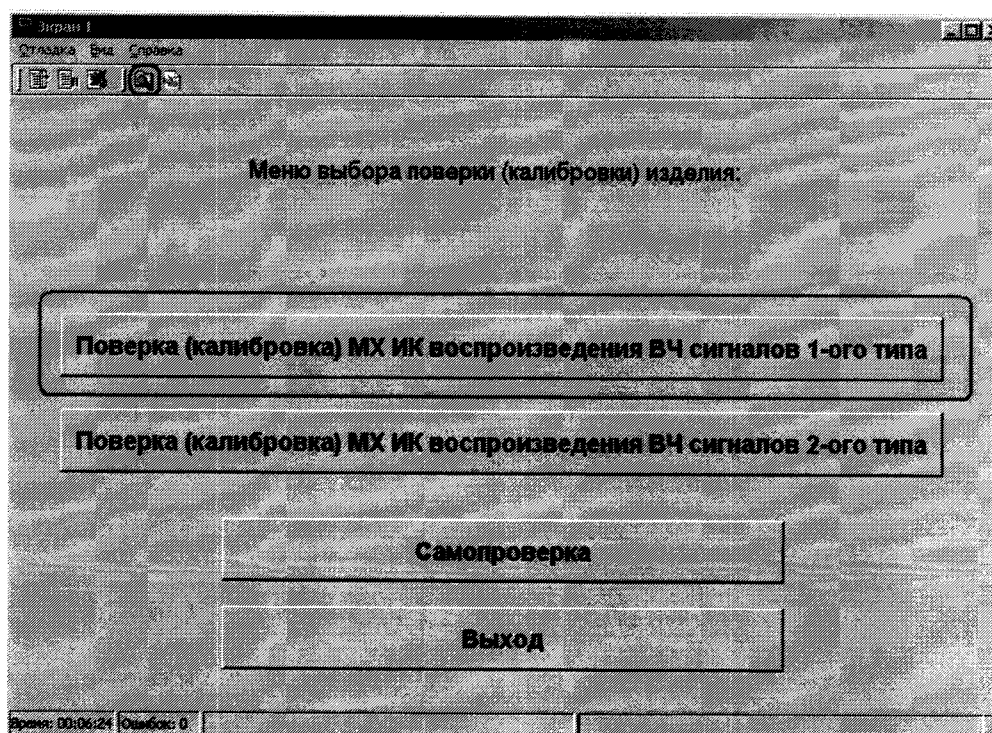 Экран 1
Отладка Вид Справка
Меню выбора поверки (калибровки) изделия:
Поверка (калибровка) МХ ИК воспроизведения ВЧ сигналов 1-ого типа
Поверка (калибровка) МХ ИК воспроизведения ВЧ сигналов 2-ого типа
Самопроверка
Выход
Время: 00:06:24 Ошибок: 0